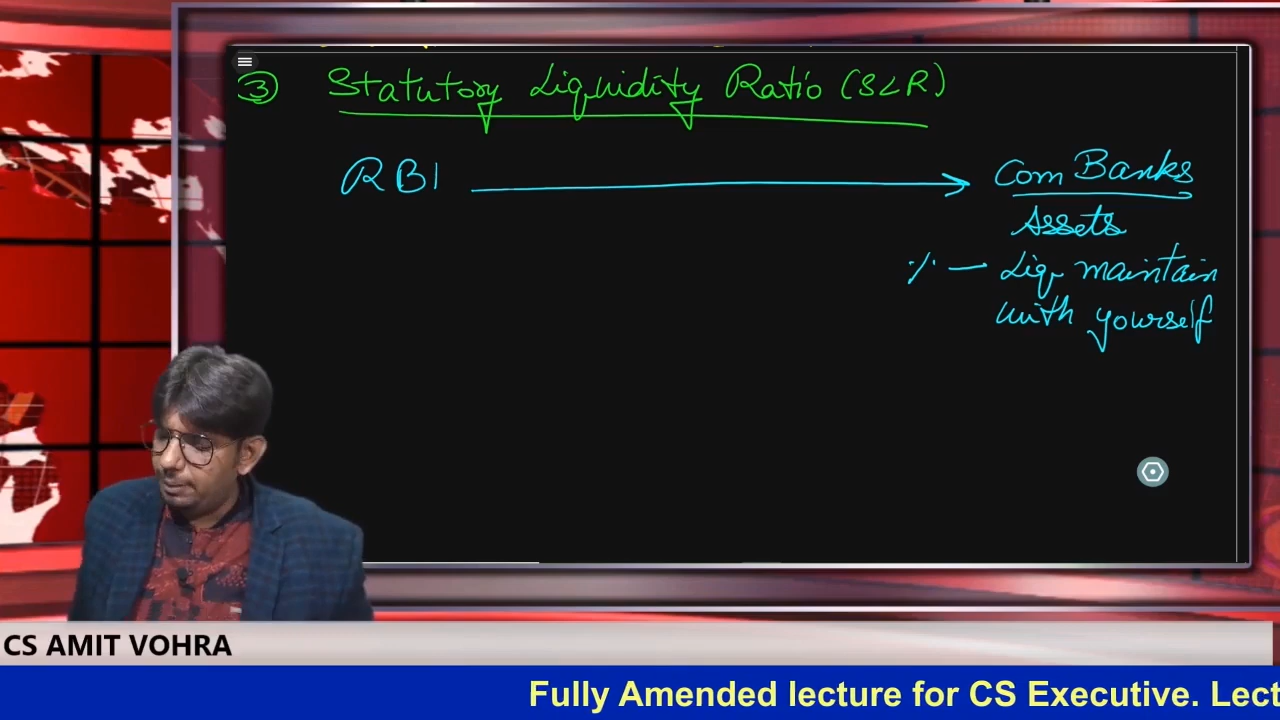 ③ Statutory Liquidity Ratio (SLR)
RBI
Com Banks
Assets
% — Liq. maintain
with yourself
CS AMIT VOHRA
Fully Amended lecture for CS Executive. Lect